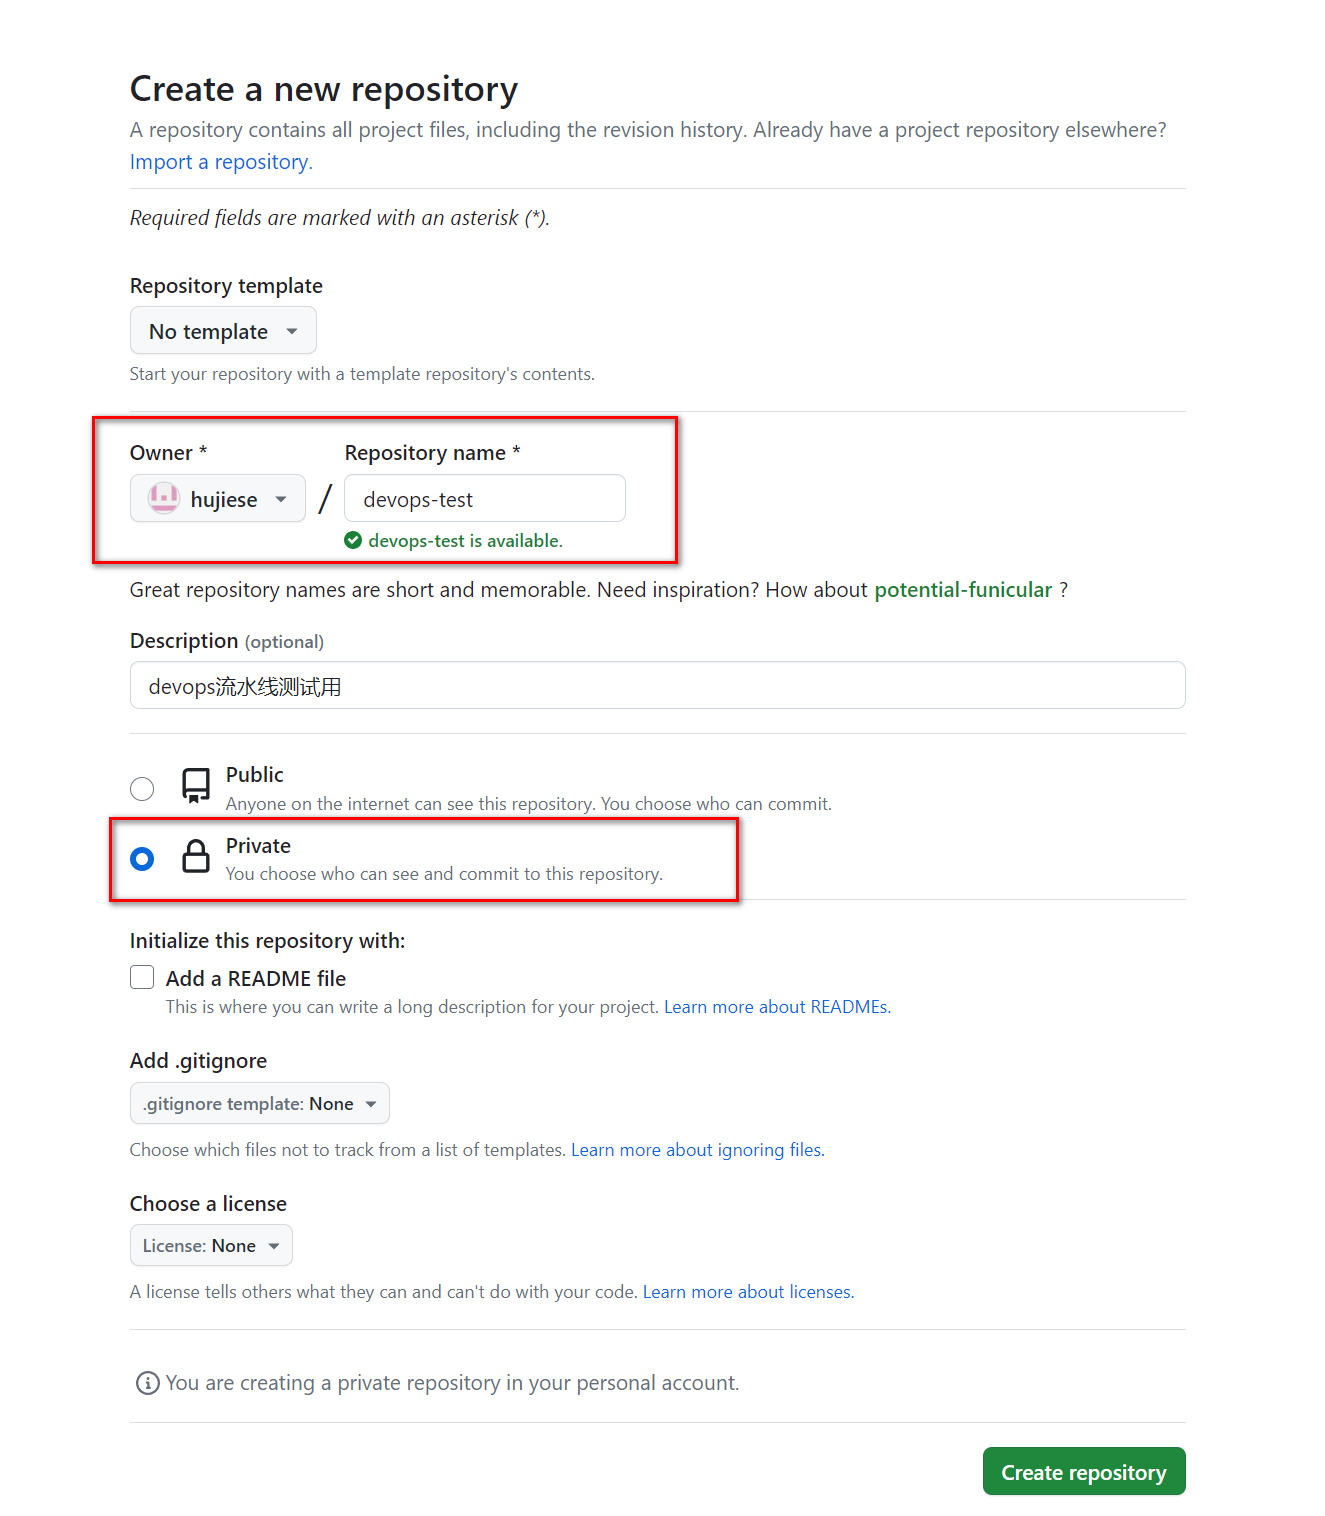 Create a new repository
A repository contains all project files, including the revision history. Already have a project repository elsewhere?
Import a repository.
Required fields are marked with an asterisk (*).
Repository template
No template
Start your repository with a template repository's contents.
Owner *
Repository name *
hujiese
/
devops-test
devops-test is available.
Great repository names are short and memorable. Need inspiration? How about potential-funicular ?
Description (optional)
devops流水线测试用
Public
Anyone on the internet can see this repository. You choose who can commit.
Private
You choose who can see and commit to this repository.
Initialize this repository with:
Add a README file
This is where you can write a long description for your project. Learn more about READMEs.
Add .gitignore
.gitignore template: None
Choose which files not to track from a list of templates. Learn more about ignoring files.
Choose a license
License: None
A license tells others what they can and can't do with your code. Learn more about licenses.
You are creating a private repository in your personal account.
Create repository